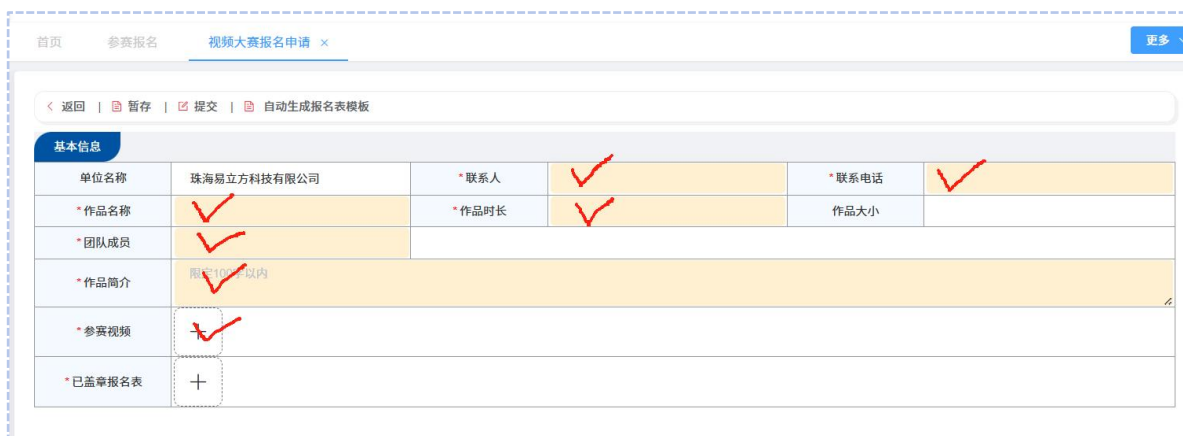 首页 参赛报名 视频大赛报名申请 × 更多
< 返回 | 暂存 | 提交 | 自动生成报名表模板
基本信息
单位名称 珠海易立方科技有限公司 *联系人 *联系电话
*作品名称 *作品时长 作品大小
*团队成员
*作品简介 限定100字以内
*参赛视频 +
*已盖章报名表 +